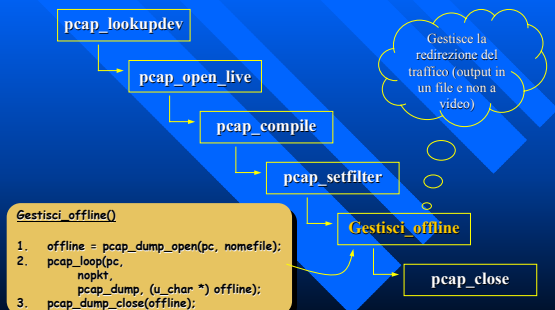 pcap_lookupdev
pcap_open_live
pcap_compile
pcap_setfilter
Gestisci_offline
pcap_close
Gestisce la
redirezione del
traffico (output in
un file e non a
video)
Gestisci_offline()
1. offline = pcap_dump_open(pc, nomefile);
2. pcap_loop(pc,
nopkt,
pcap_dump, (u_char *) offline);
3. pcap_dump_close(offline);